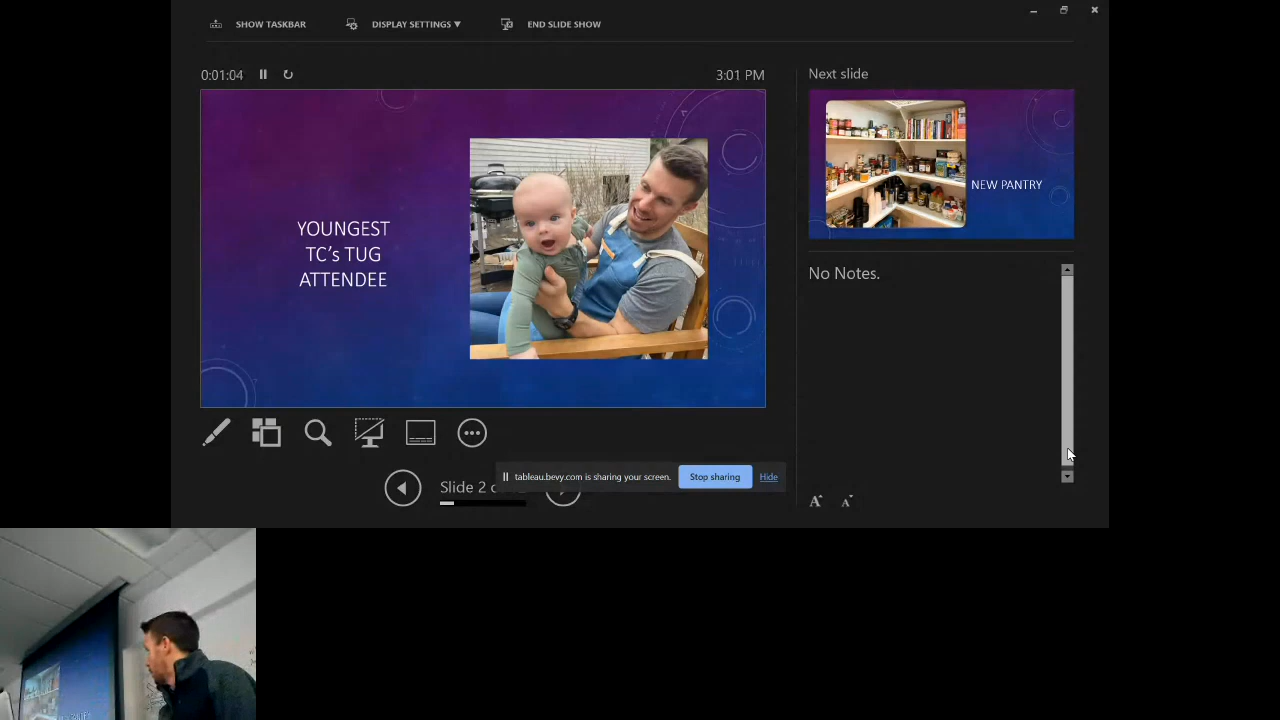 SHOW TASKBAR
DISPLAY SETTINGS ▼
END SLIDE SHOW
0:01:04
3:01 PM
YOUNGEST
TC's TUG
ATTENDEE
Next slide
NEW PANTRY
No Notes.
tableau.bevy.com is sharing your screen.
Stop sharing
Hide
Slide 2
A A